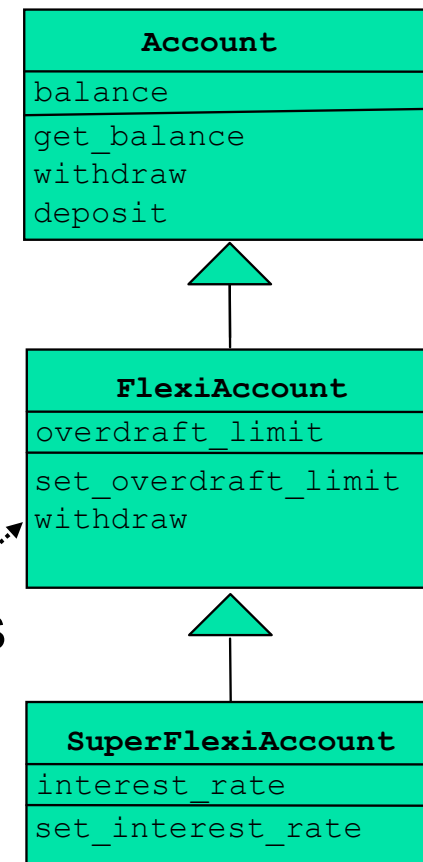 Account
balance
get_balance
withdraw
deposit
FlexiAccount
overdraft_limit
set_overdraft_limit
withdraw
s
SuperFlexiAccount
interest_rate
set_interest_rate